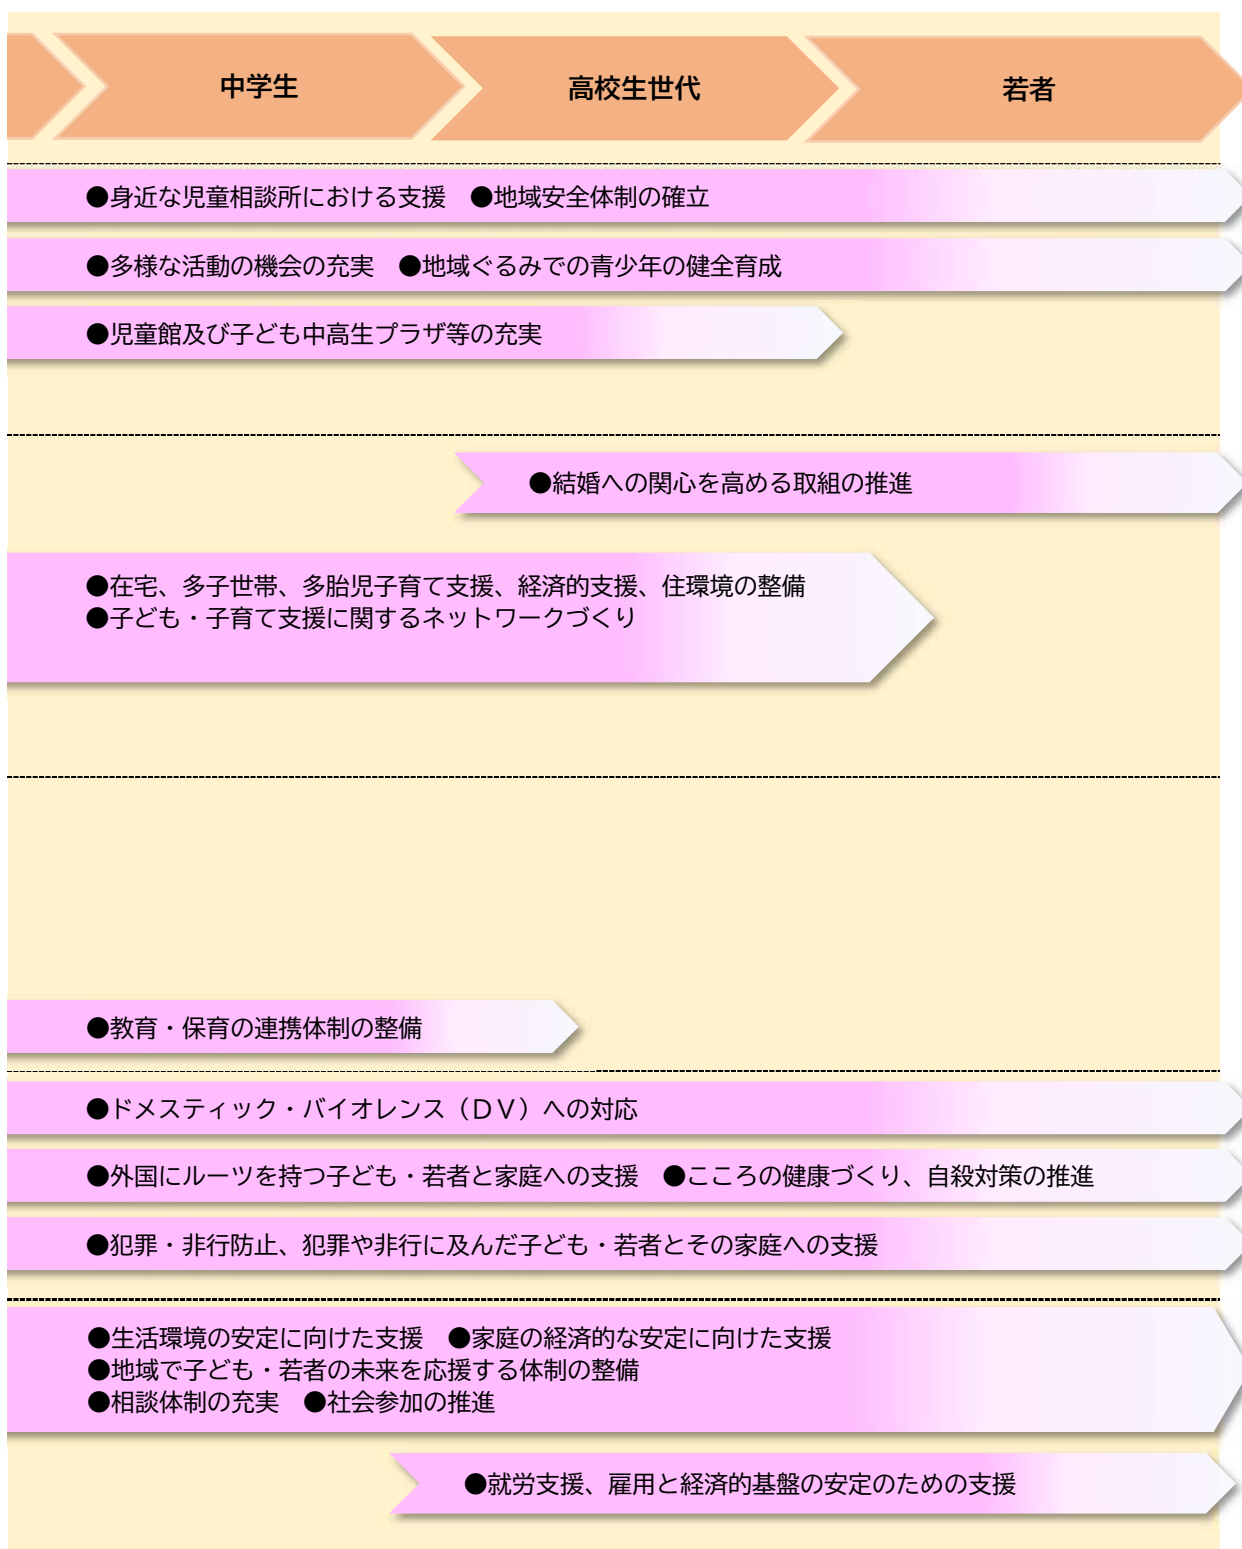 中学生
高校生世代
若者
●身近な児童相談所における支援　●地域安全体制の確立
●多様な活動の機会の充実　●地域ぐるみでの青少年の健全育成
●児童館及び子ども中高生プラザ等の充実
●結婚への関心を高める取組の推進
●在宅、多子世帯、多胎児子育て支援、経済的支援、住環境の整備
●子ども・子育て支援に関するネットワークづくり
●教育・保育の連携体制の整備
●ドメスティック・バイオレンス（ＤＶ）への対応
●外国にルーツを持つ子ども・若者と家庭への支援　●こころの健康づくり、自殺対策の推進
●犯罪・非行防止、犯罪や非行に及んだ子ども・若者とその家庭への支援
●生活環境の安定に向けた支援　●家庭の経済的な安定に向けた支援
●地域で子ども・若者の未来を応援する体制の整備
●相談体制の充実　●社会参加の推進
●就労支援、雇用と経済的基盤の安定のための支援